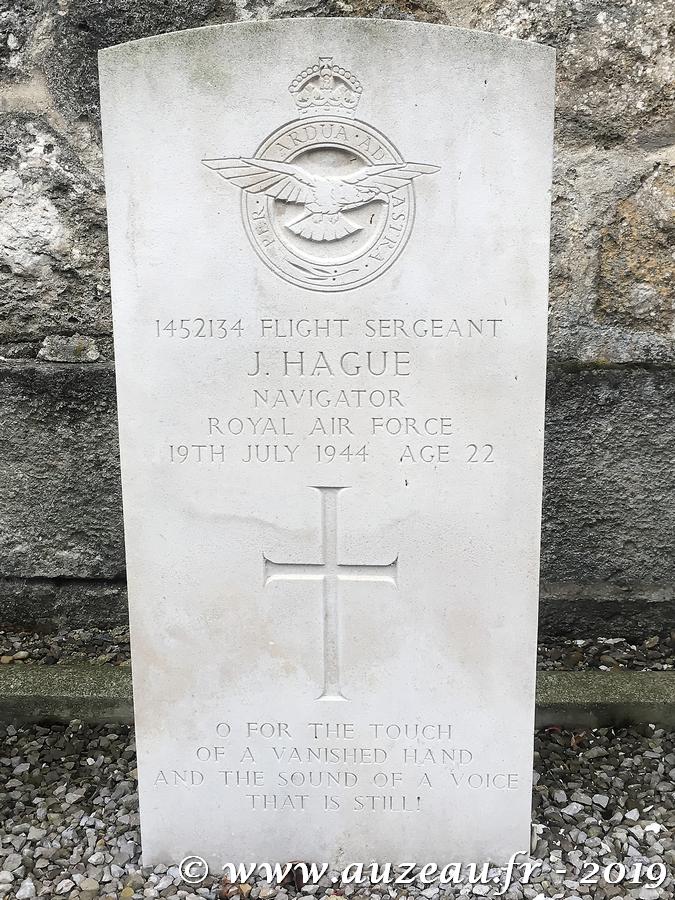 PER · ARDUA · AD ASTRA
1452134 FLIGHT SERGEANT
J. HAGUE
NAVIGATOR
ROYAL AIR FORCE
19TH JULY 1944 AGE 22
O FOR THE TOUCH
OF A VANISHED HAND
AND THE SOUND OF A VOICE
THAT IS STILL!
© www.auzeau.fr - 2019